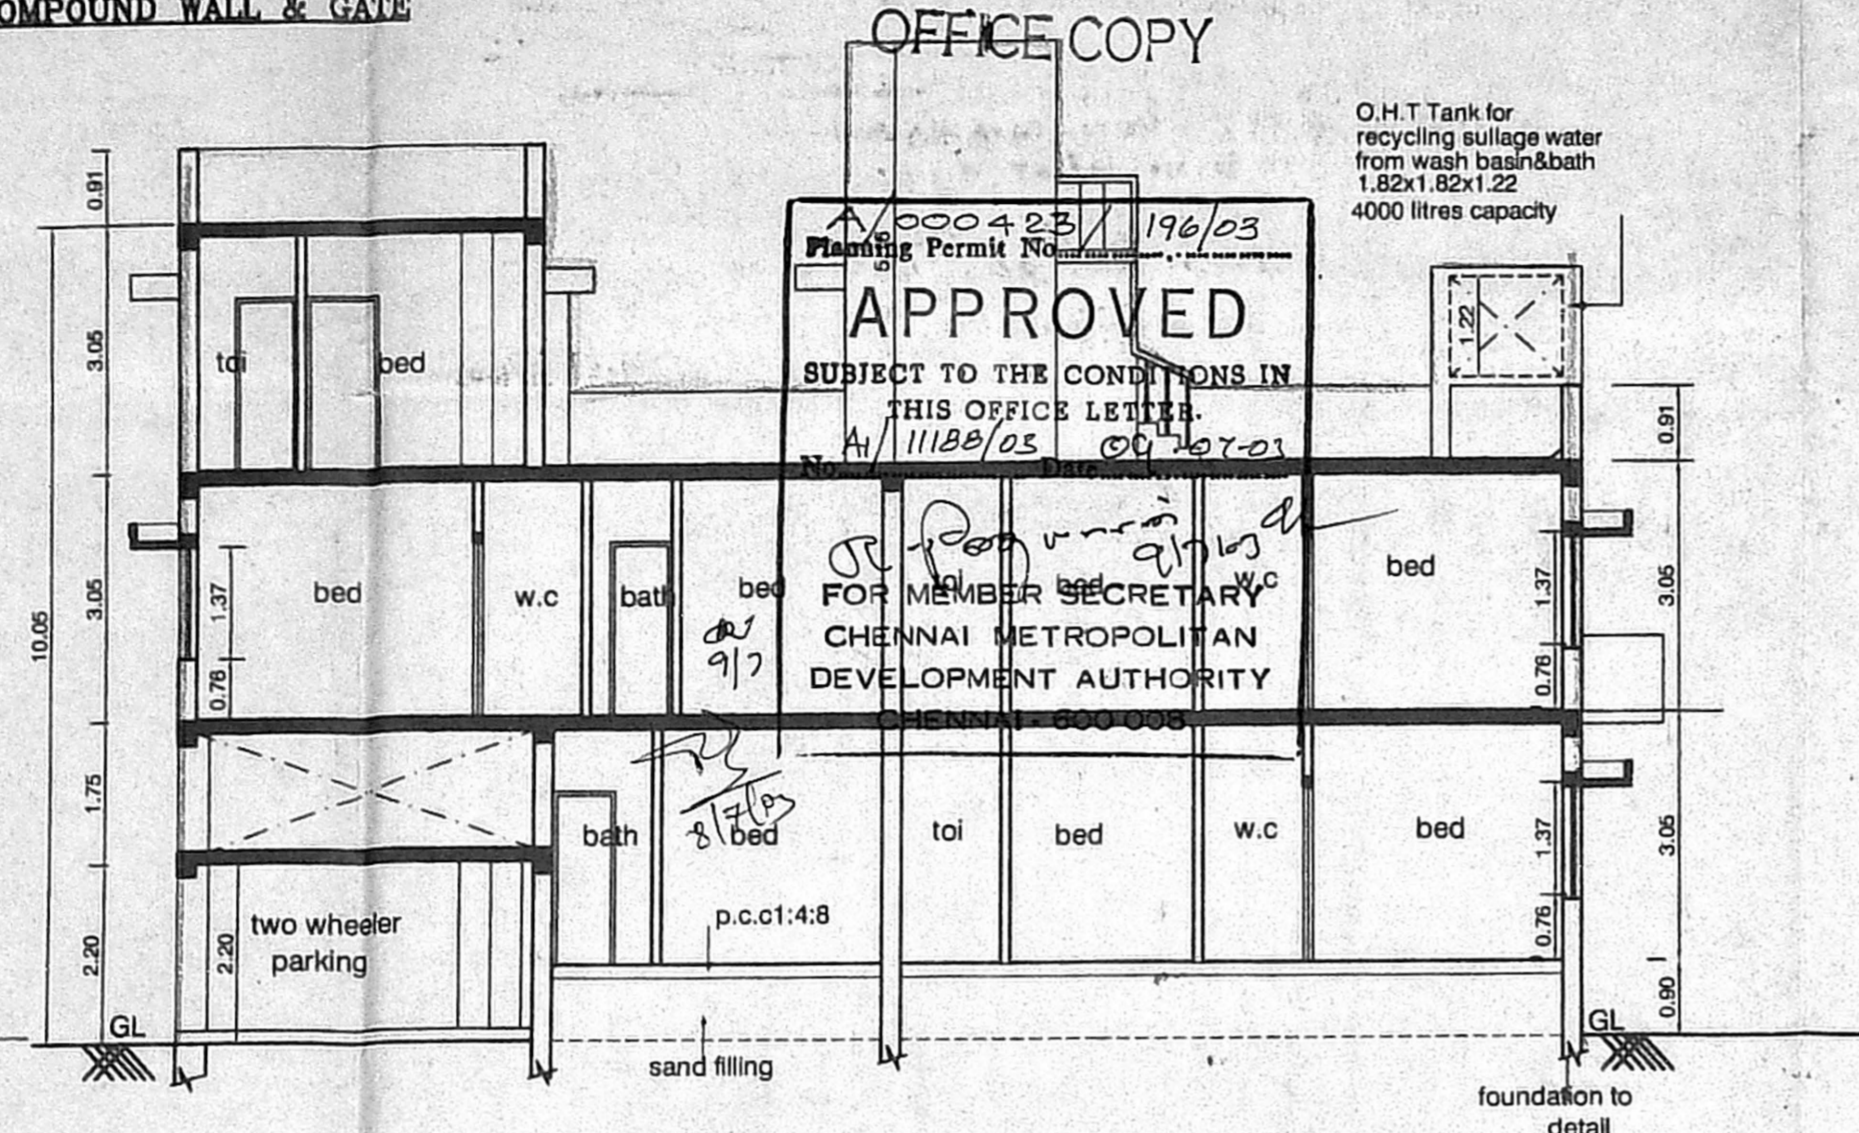 OMPOUND WALL & GATE
OFFICE COPY
O.H.T Tank for
recycling sullage water
from wash basin&bath
1.82x1.82x1.22
4000 litres capacity
A/000423/196/03
Planning Permit No
APPROVED
SUBJECT TO THE CONDITIONS IN
THIS OFFICE LETTER.
A1/11188/03 09-07-03
No. Date
9/7/03
FOR MEMBER SECRETARY
CHENNAI METROPOLITAN
DEVELOPMENT AUTHORITY
CHENNAI - 600 008
0.91
3.05
toi bed
1.22
0.91
10.05
3.05
1.37
0.76
bed w.c bath bed toi bed w.c bed
9/7
1.37
0.76
3.05
1.75
8/7/03
bath bed toi bed w.c bed
1.37
0.76
3.05
p.c.c1:4:8
two wheeler
parking
2.20
2.20
0.90
GL
GL
sand filling
foundation to
detail